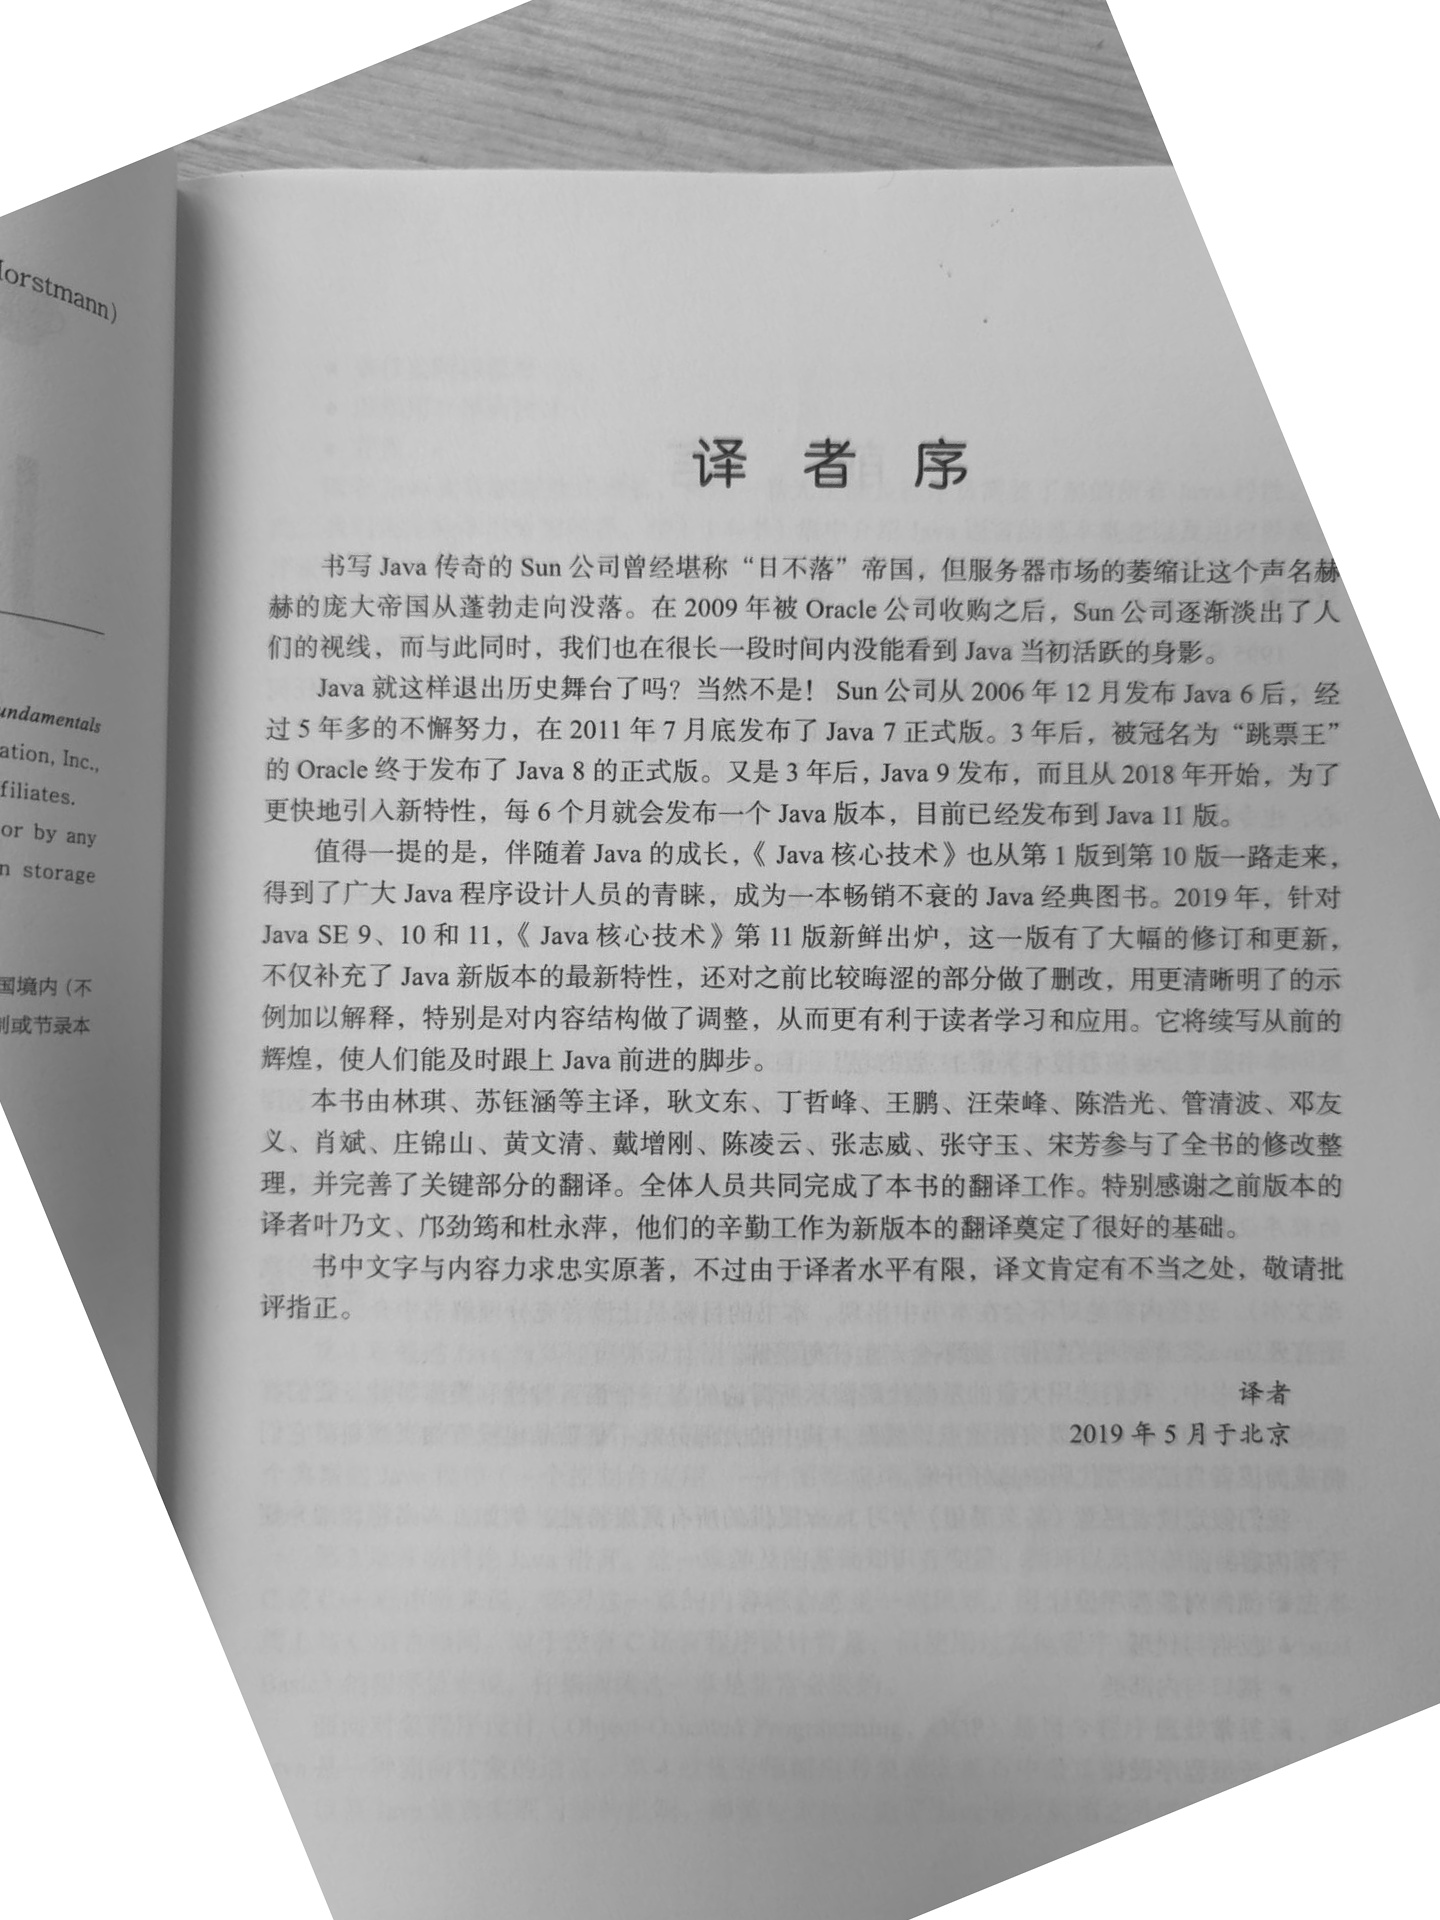 orstmann)
undamentals
ation, Inc.,
filiates.
or by any
n storage
国境内（不
制或节录本
译者序
书写 Java 传奇的 Sun 公司曾经堪称“日不落”帝国，但服务器市场的萎缩让这个声名赫
赫的庞大帝国从蓬勃走向没落。在 2009 年被 Oracle 公司收购之后，Sun 公司逐渐淡出了人
们的视线，而与此同时，我们也在很长一段时间内没能看到 Java 当初活跃的身影。
Java 就这样退出历史舞台了吗？当然不是！Sun 公司从 2006 年 12 月发布 Java 6 后，经
过 5 年多的不懈努力，在 2011 年 7 月底发布了 Java 7 正式版。3 年后，被冠名为“跳票王”
的 Oracle 终于发布了 Java 8 的正式版。又是 3 年后，Java 9 发布，而且从 2018 年开始，为了
更快地引入新特性，每 6 个月就会发布一个 Java 版本，目前已经发布到 Java 11 版。
值得一提的是，伴随着 Java 的成长，《Java 核心技术》也从第 1 版到第 10 版一路走来，
得到了广大 Java 程序设计人员的青睐，成为一本畅销不衰的 Java 经典图书。2019 年，针对
Java SE 9、10 和 11，《Java 核心技术》第 11 版新鲜出炉，这一版有了大幅的修订和更新，
不仅补充了 Java 新版本的最新特性，还对之前比较晦涩的部分做了删改，用更清晰明了的示
例加以解释，特别是对内容结构做了调整，从而更有利于读者学习和应用。它将续写从前的
辉煌，使人们能及时跟上 Java 前进的脚步。
本书由林琪、苏钰涵等主译，耿文东、丁哲峰、王鹏、汪荣峰、陈浩光、管清波、邓友
义、肖斌、庄锦山、黄文清、戴增刚、陈凌云、张志威、张守玉、宋芳参与了全书的修改整
理，并完善了关键部分的翻译。全体人员共同完成了本书的翻译工作。特别感谢之前版本的
译者叶乃文、邝劲筠和杜永萍，他们的辛勤工作为新版本的翻译奠定了很好的基础。
书中文字与内容力求忠实原著，不过由于译者水平有限，译文肯定有不当之处，敬请批
评指正。
译者
2019 年 5 月于北京